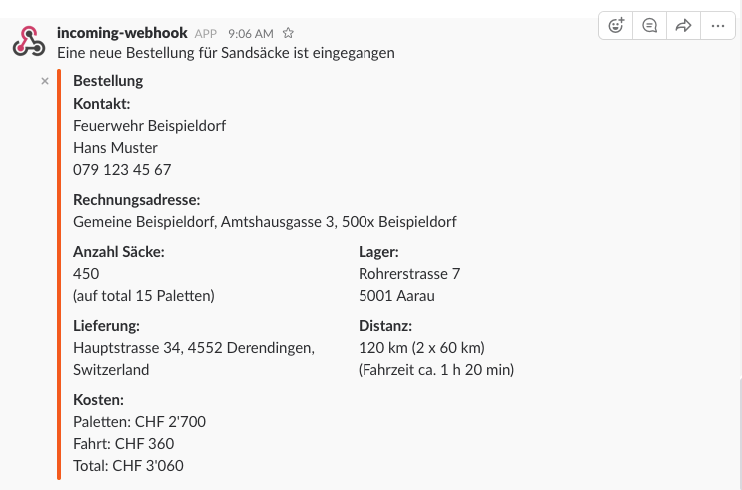 incoming-webhook APP 9:06 AM
Eine neue Bestellung für Sandsäcke ist eingegangen
Bestellung
Kontakt:
Feuerwehr Beispieldorf
Hans Muster
079 123 45 67
Rechnungsadresse:
Gemeine Beispieldorf, Amtshausgasse 3, 500x Beispieldorf
Anzahl Säcke:
450
(auf total 15 Paletten)
Lager:
Rohrerstrasse 7
5001 Aarau
Lieferung:
Hauptstrasse 34, 4552 Derendingen,
Switzerland
Distanz:
120 km (2 x 60 km)
(Fahrzeit ca. 1 h 20 min)
Kosten:
Paletten: CHF 2'700
Fahrt: CHF 360
Total: CHF 3'060